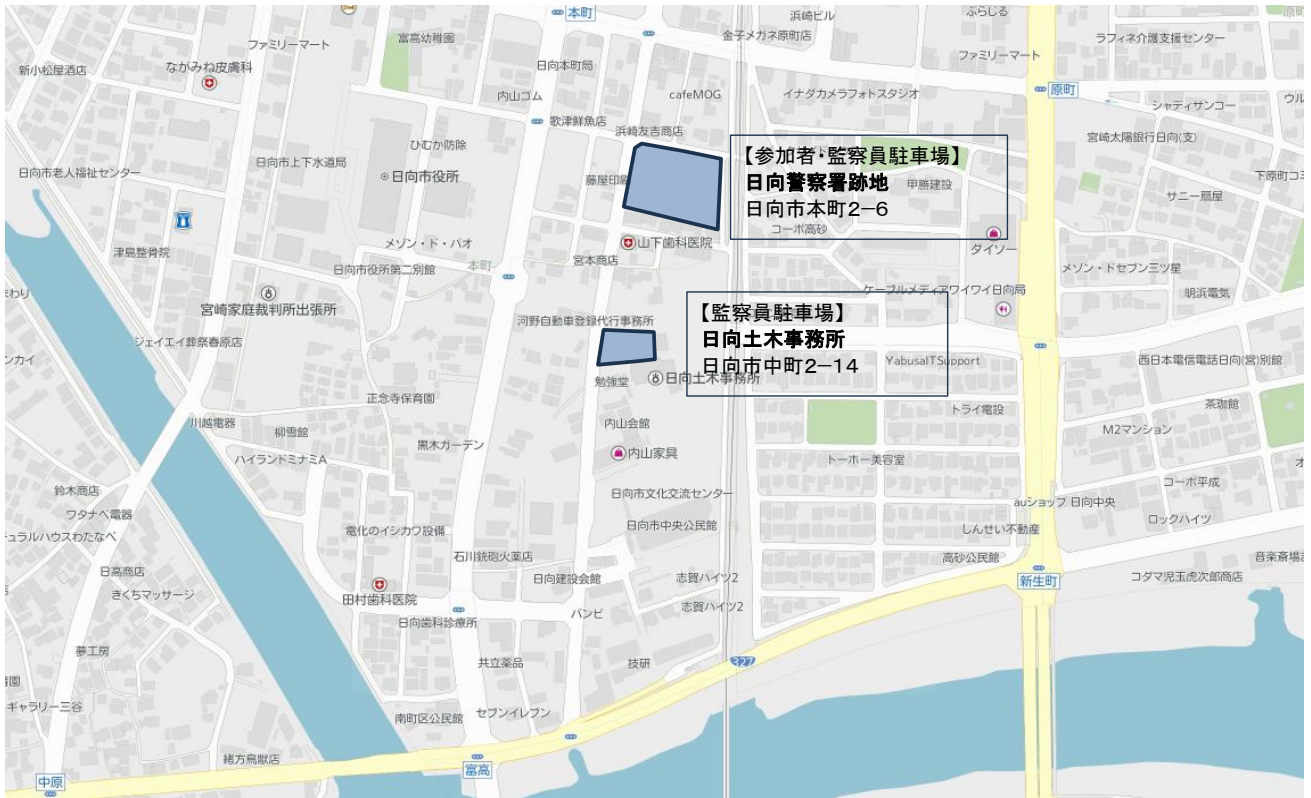 本町
浜崎ビル
ふらしる
ファミリーマート
富高幼稚園
金子メガネ原町店
ラフィネ介護支援センター
新小松屋酒店
ながみね皮膚科
日向本町局
ファミリーマート
内山ゴム
cafeMOG
イナダカメラフォトスタジオ
原町
シャディサンコー
歌津鮮魚店
浜崎友吉商店
宮崎太陽銀行日向(支)
日向市老人福祉センター
日向市上下水道局
ひむか防除
日向市役所
藤屋印刷
【参加者・監察員駐車場】
日向警察署跡地
日向市本町2−6
甲勝建設
サニー扇屋
コーポ高砂
ダイソー
津島整骨院
メゾン・ド・パオ
山下歯科医院
日向市役所第二別館
本町
宮本商店
メゾン・ドセブン三ツ星
ケーブルメディアワイワイ日向局
明浜電気
宮崎家庭裁判所出張所
河野自動車登録代行事務所
【監察員駐車場】
日向土木事務所
日向市中町2−14
ジェイエイ葬祭春原店
勉強堂
日向土木事務所
YabusaITSupport
西日本電信電話日向(営)別館
正念寺保育園
トライ電設
茶珈館
川越電器
柳雪館
内山会館
M2マンション
黒木ガーデン
内山家具
ハイランドミナミA
トーホー美容室
鈴木商店
日向市文化交流センター
コーポ平成
ワタナベ電器
auショップ 日向中央
ュラルハウスわたなべ
電化のイシカワ設備
日向市中央公民館
しんせい不動産
ロックハイツ
石川銃砲火薬店
高砂公民館
日高商店
日向建設会館
志賀ハイツ2
新生町
コダマ児玉虎次郎商店
きくちマッサージ
田村歯科医院
バンビ
志賀ハイツ2
日向歯科診療所
夢工房
共立薬品
技研
327
ギャラリー三谷
南町区公民館
セブンイレブン
緒方鳥獣店
富高
中原